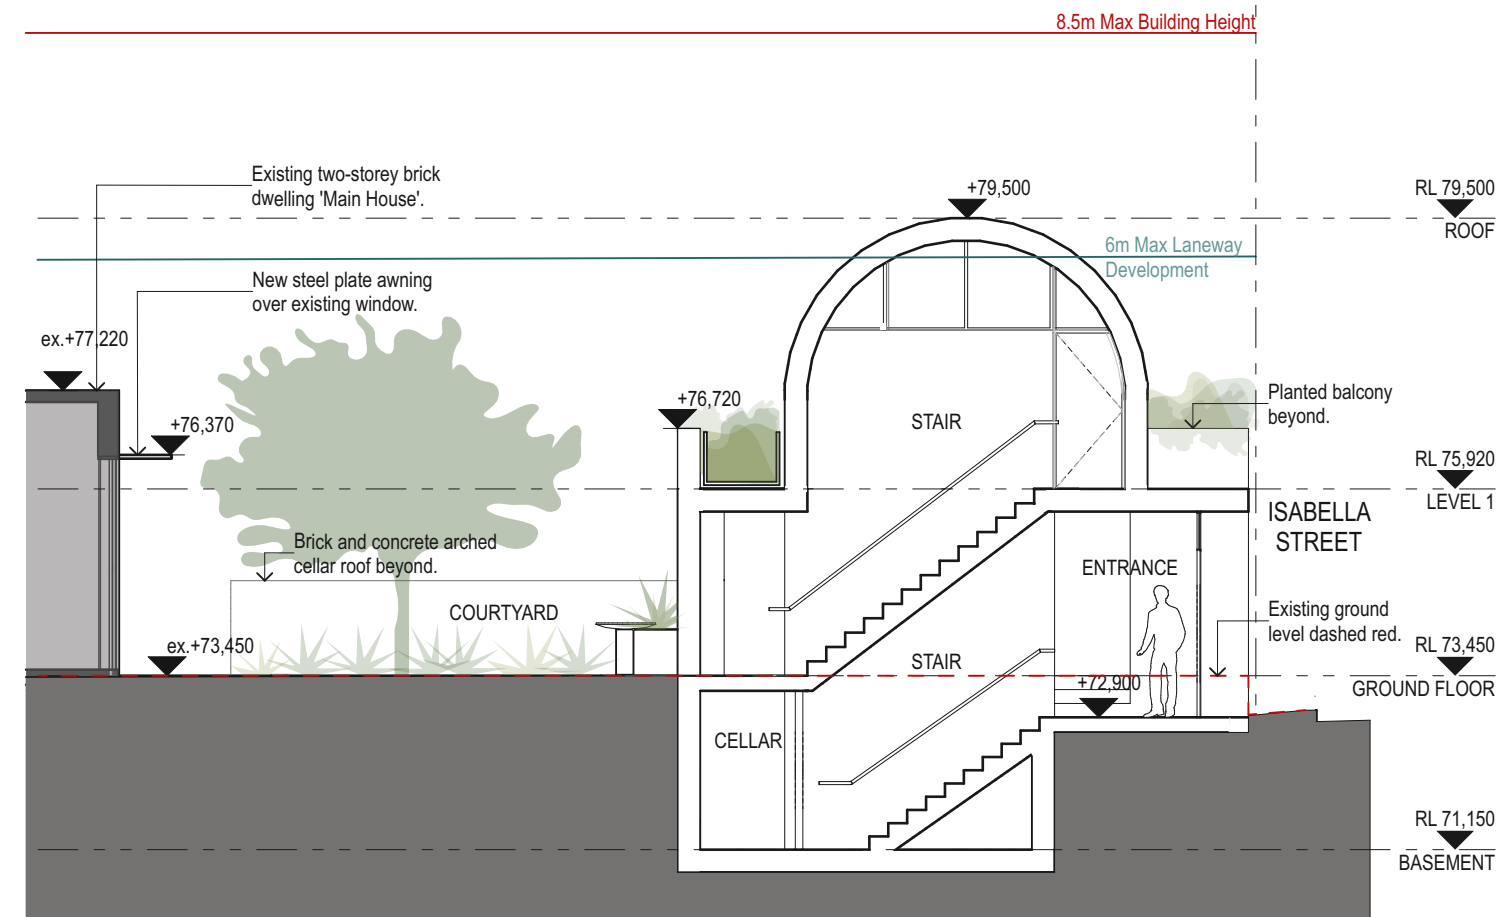 8.5m Max Building Height
Existing two-storey brick
dwelling 'Main House'.
+79,500
RL 79,500
ROOF
6m Max Laneway
Development
New steel plate awning
over existing window.
ex.+77,220
+76,370
+76,720
STAIR
Planted balcony
beyond.
RL 75,920
LEVEL 1
ISABELLA
STREET
Brick and concrete arched
cellar roof beyond.
COURTYARD
ENTRANCE
Existing ground
level dashed red.
ex.+73,450
STAIR
+72,900
RL 73,450
GROUND FLOOR
CELLAR
RL 71,150
BASEMENT